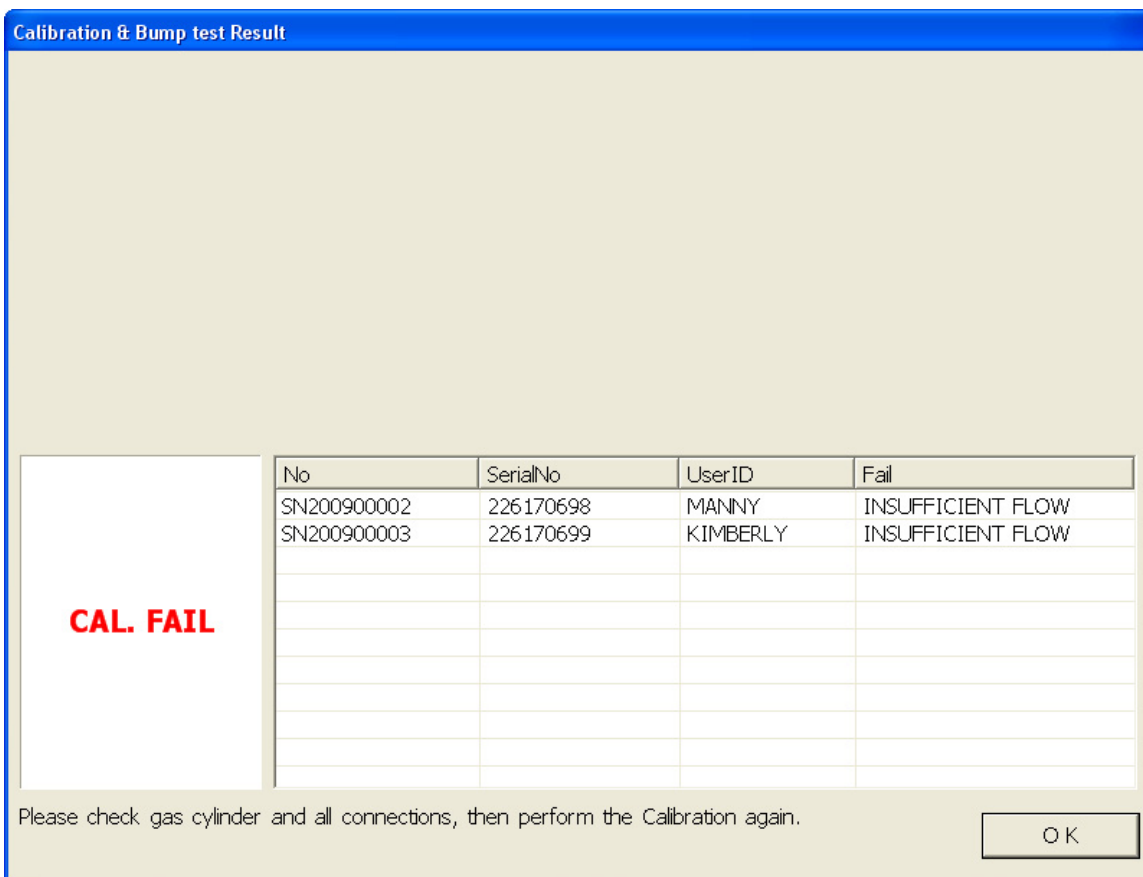 Calibration & Bump test Result
No SerialNo UserID Fail
SN200900002 226170698 MANNY INSUFFICIENT FLOW
SN200900003 226170699 KIMBERLY INSUFFICIENT FLOW
CAL. FAIL
Please check gas cylinder and all connections, then perform the Calibration again.
O K